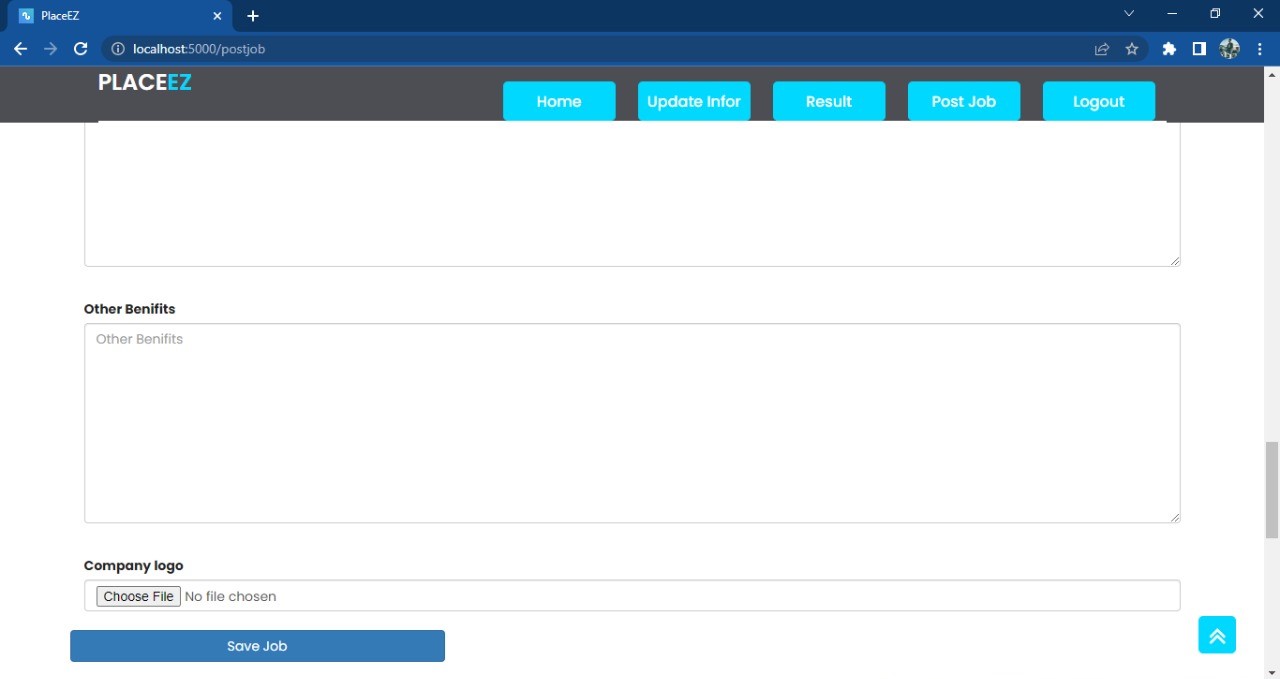 PlaceEZ
localhost:5000/postjob
PLACEEZ
Home Update Infor Result Post Job Logout
Other Benifits
Other Benifits
Company logo
Choose File No file chosen
Save Job